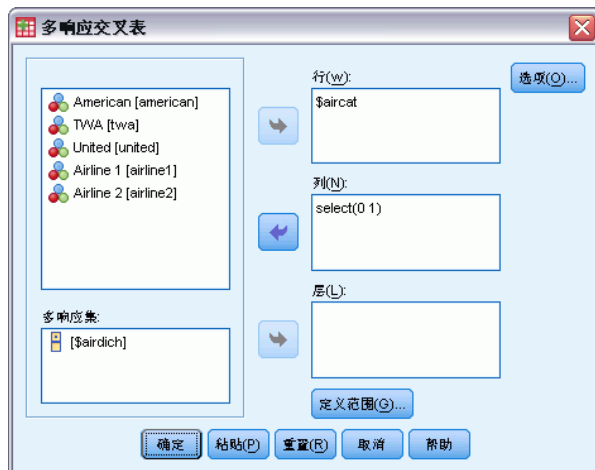 多响应交叉表
American [american]
TWA [twa]
United [united]
Airline 1 [airline1]
Airline 2 [airline2]
多响应集:
[$airdich]
行(W):
$aircat
列(N):
select(0 1)
层(L):
定义范围(G)...
选项(O)...
确定
粘贴(P)
重置(R)
取消
帮助